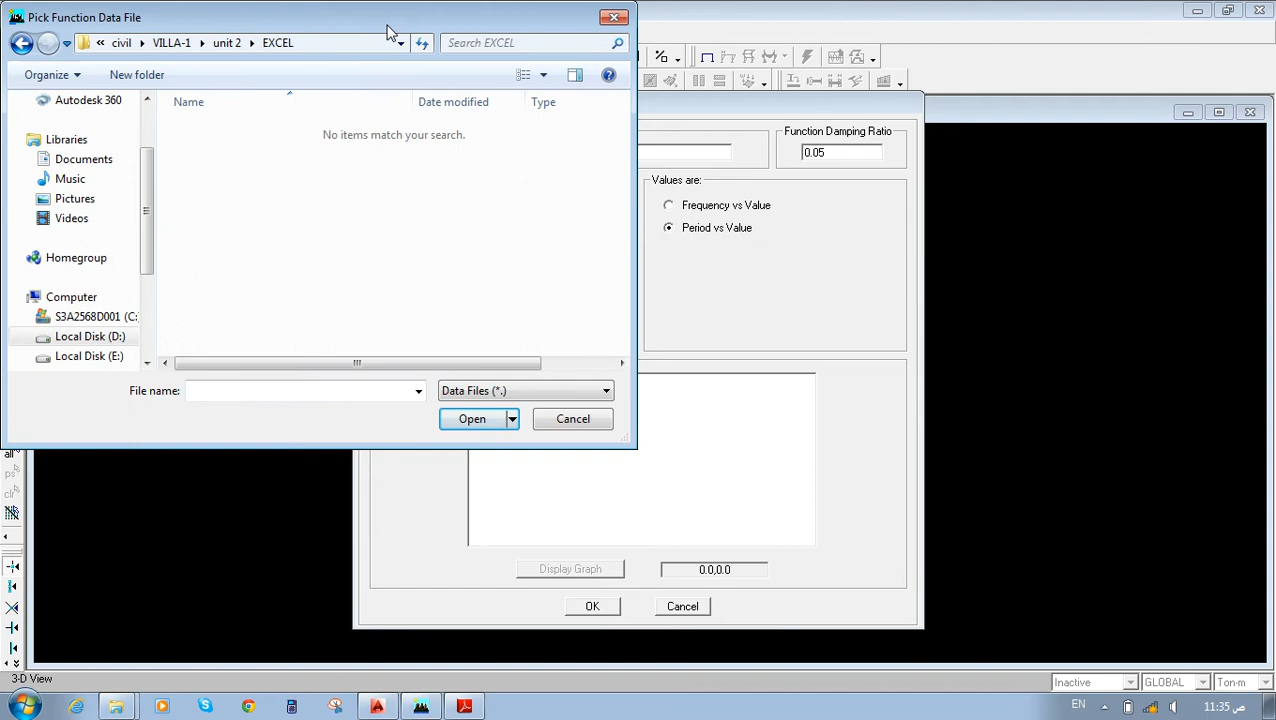 Pick Function Data File
« civil ▸ VILLA-1 ▸ unit 2 ▸ EXCEL
Search EXCEL
Organize
New folder
Name
Date modified
Type
Autodesk 360
Libraries
Documents
Music
Pictures
Videos
Homegroup
Computer
S3A2568D001 (C:
Local Disk (D:)
Local Disk (E:)
No items match your search.
File name:
Data Files (*.)
Open
Cancel
Function Damping Ratio
0.05
Values are:
Frequency vs Value
Period vs Value
%
all
ps
clr
Display Graph
0.0,0.0
OK
Cancel
3-D View
Inactive
GLOBAL
Ton-m
EN
11:35 ص